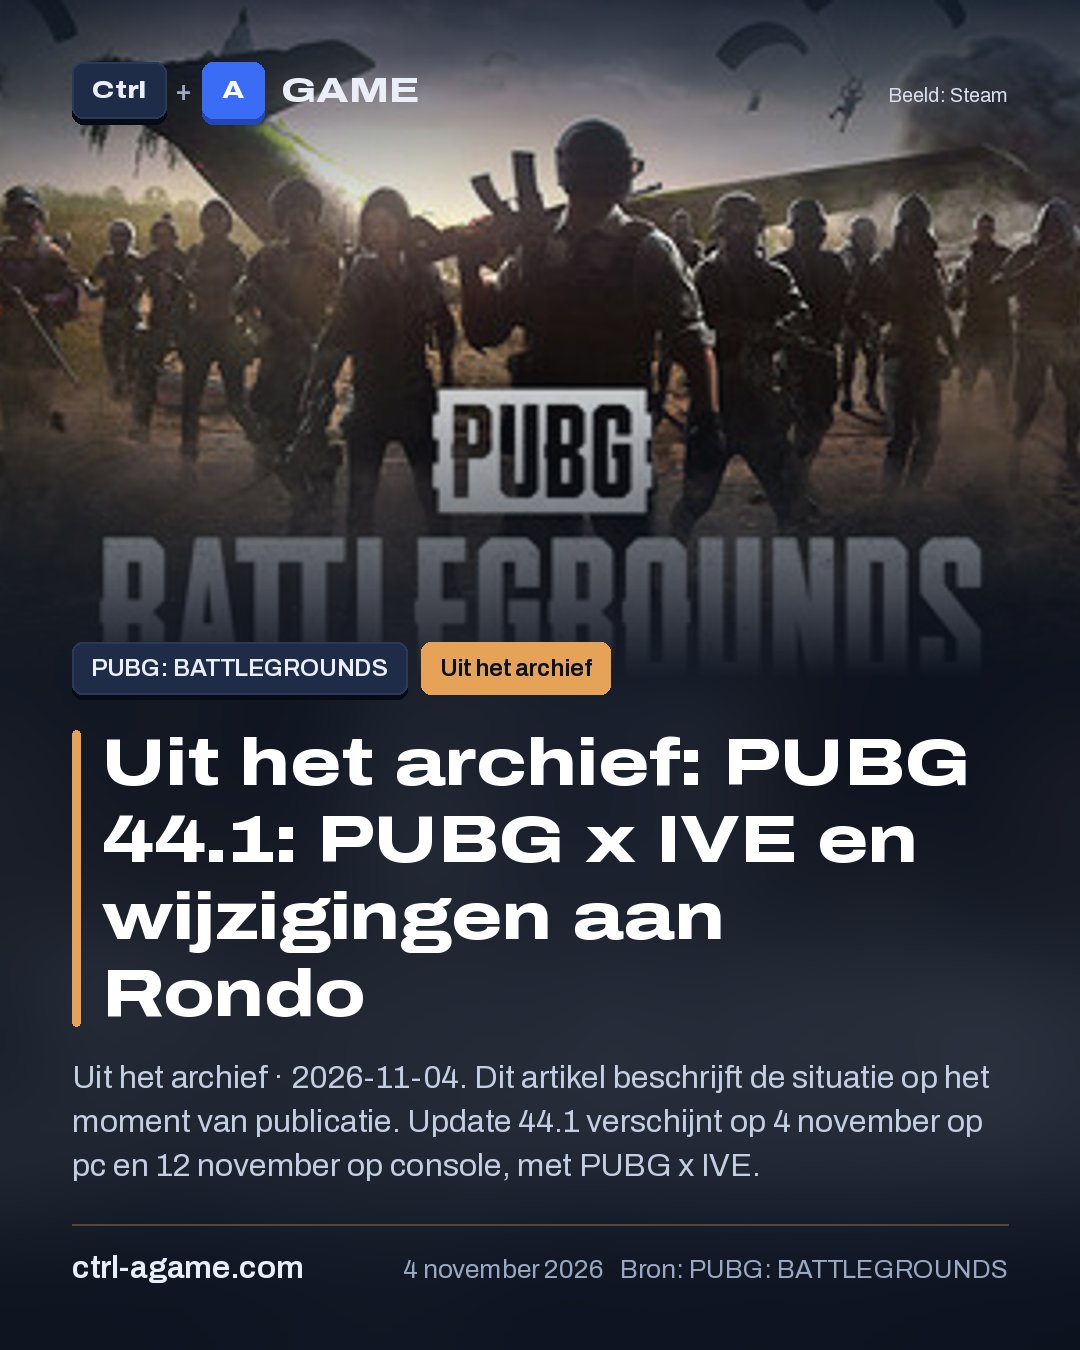 Ctrl + A GAME
Beeld: Steam
PUBG
BATTLEGROUNDS
PUBG: BATTLEGROUNDS
Uit het archief
Uit het archief: PUBG
44.1: PUBG x IVE en
wijzigingen aan
Rondo
Uit het archief · 2026-11-04. Dit artikel beschrijft de situatie op het
moment van publicatie. Update 44.1 verschijnt op 4 november op
pc en 12 november op console, met PUBG x IVE.
ctrl-agame.com
4 november 2026 Bron: PUBG: BATTLEGROUNDS